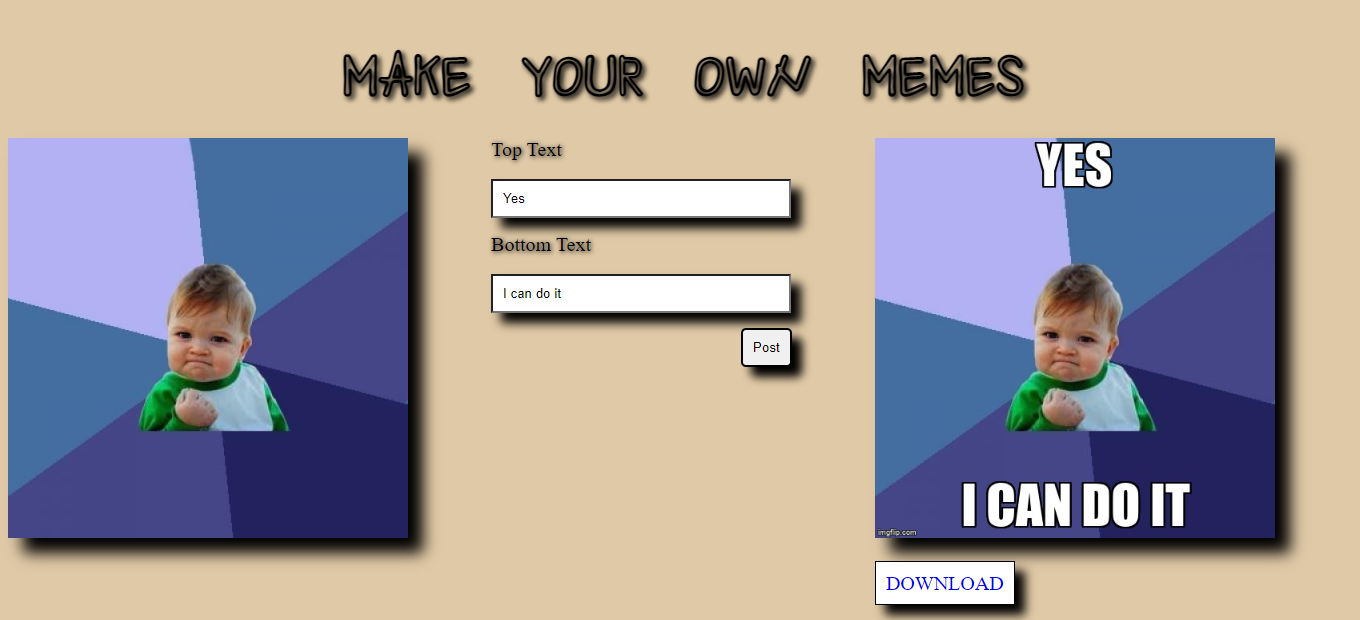 MAKE YOUR OWN MEMES
Top Text
Yes
Bottom Text
I can do it
Post
YES
I CAN DO IT
imgflip.com
DOWNLOAD